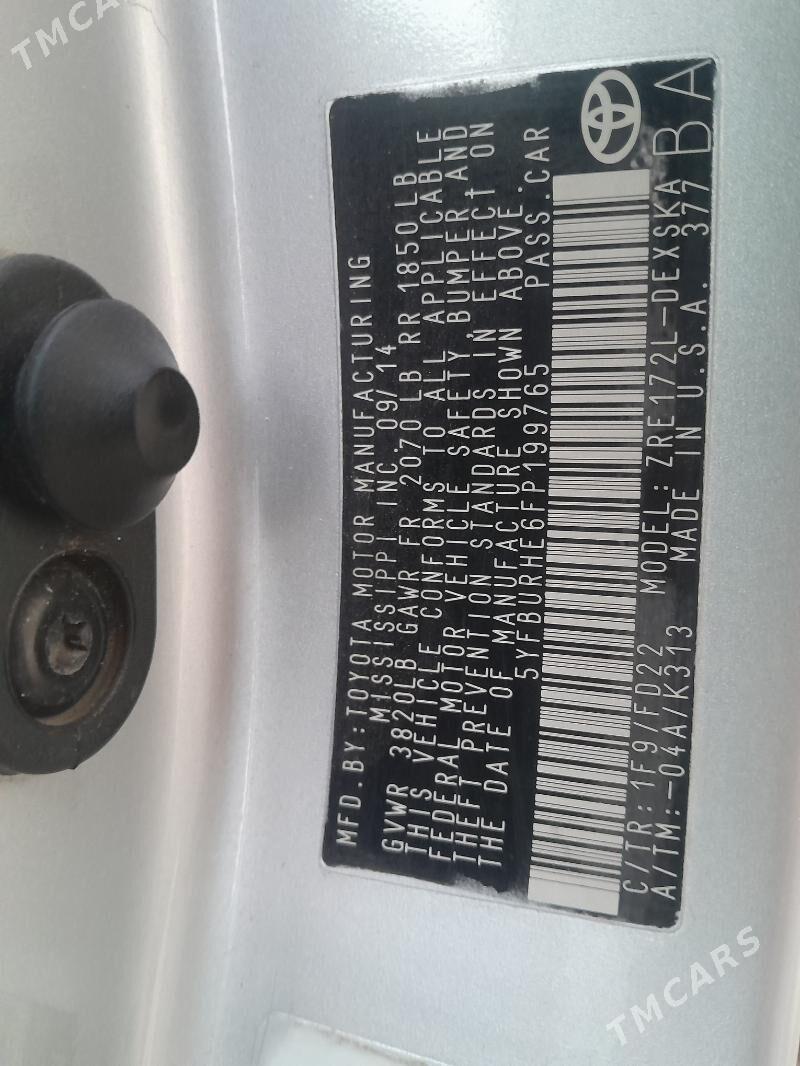 TMCARS
MFD.BY:TOYOTA MOTOR MANUFACTURING
MISSISSIPPI INC. 09/14
GVWR 3820LB GAWR FR 2070 LB RR 1850 LB
THIS VEHICLE CONFORMS TO ALL APPLICABLE
FEDERAL MOTOR VEHICLE SAFETY, BUMPER, AND
THEFT PREVENTION STANDARDS IN EFFECT ON
THE DATE OF MANUFACTURE SHOWN ABOVE.
5YFBURHE6FP199765 PASS.CAR
C/TR:1F9/FD22 MODEL: ZRE172L-DEXSKA
A/TM:-04A/K313 MADE IN U.S.A. 377 BA
TMCARS